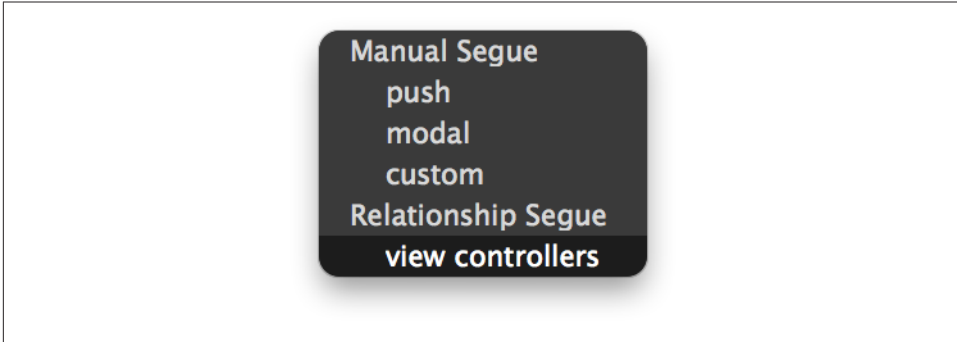 Manual Segue
push
modal
custom
Relationship Segue
view controllers